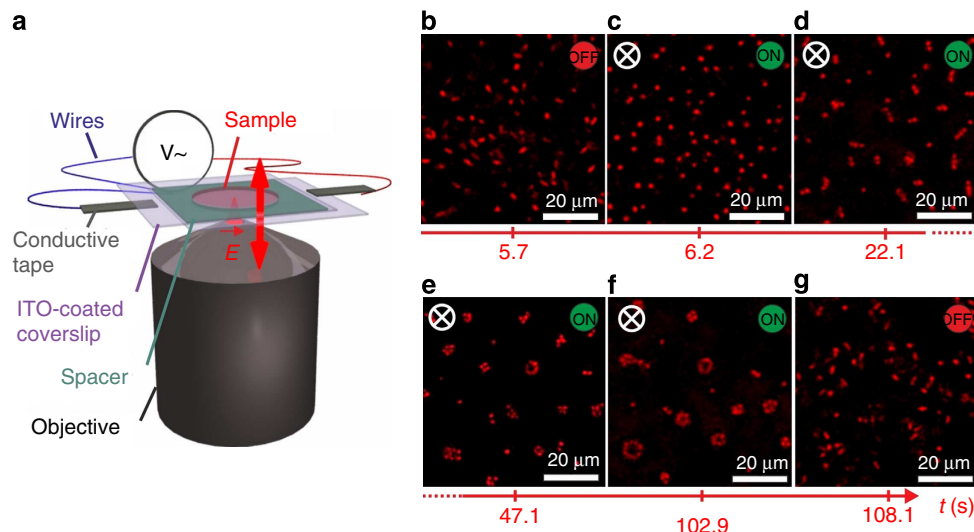 a
Wires
Sample
V~
E
Conductive
tape
ITO-coated
coverslip
Spacer
Objective
b
OFF
20 µm
c
ON
20 µm
d
ON
20 µm
5.7
6.2
22.1
e
ON
20 µm
f
ON
20 µm
g
OFF
20 µm
47.1
102.9
108.1
t (s)